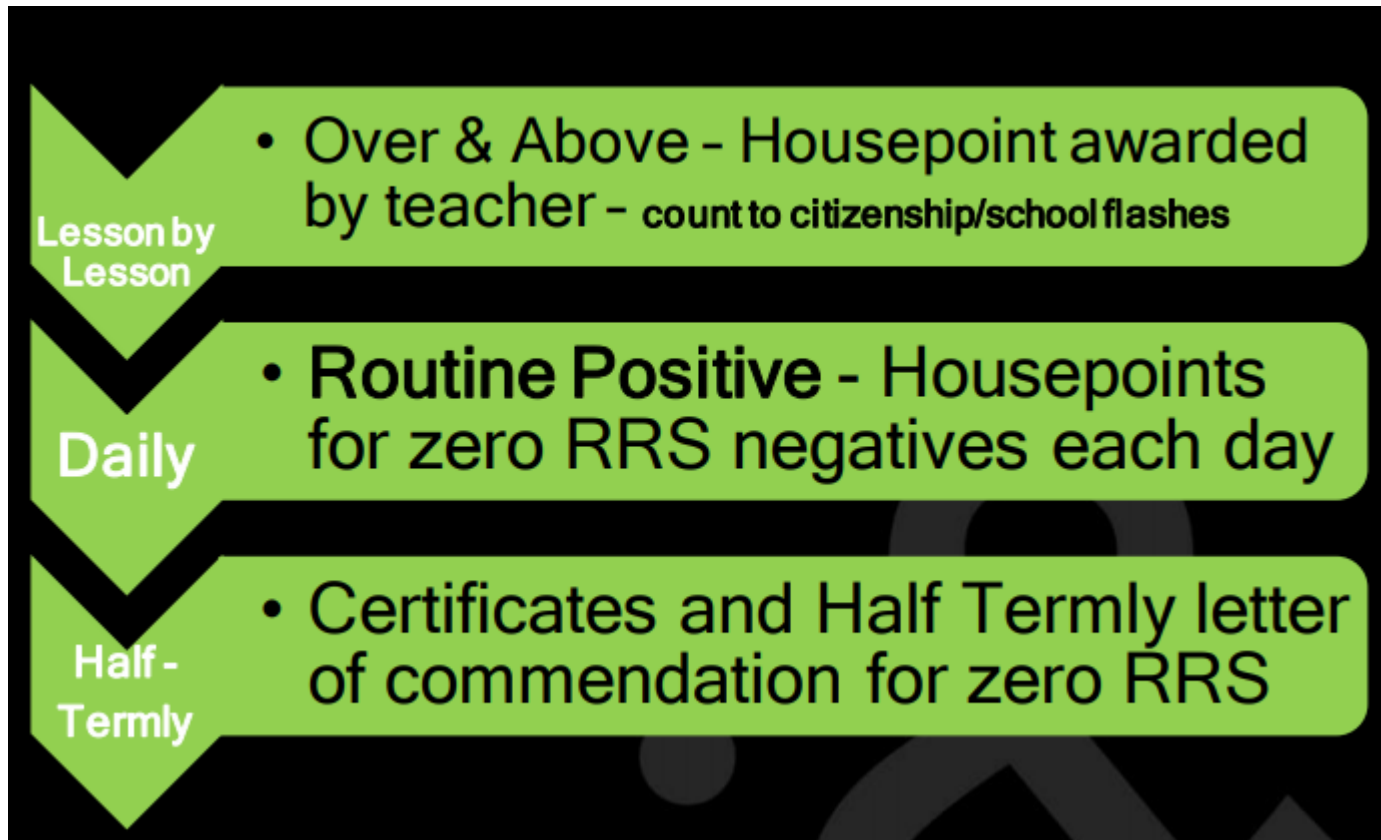 Lesson by
Lesson
• Over & Above - Housepoint awarded
by teacher - count to citizenship/school flashes
Daily
• Routine Positive - Housepoints
for zero RRS negatives each day
Half -
Termly
• Certificates and Half Termly letter
of commendation for zero RRS